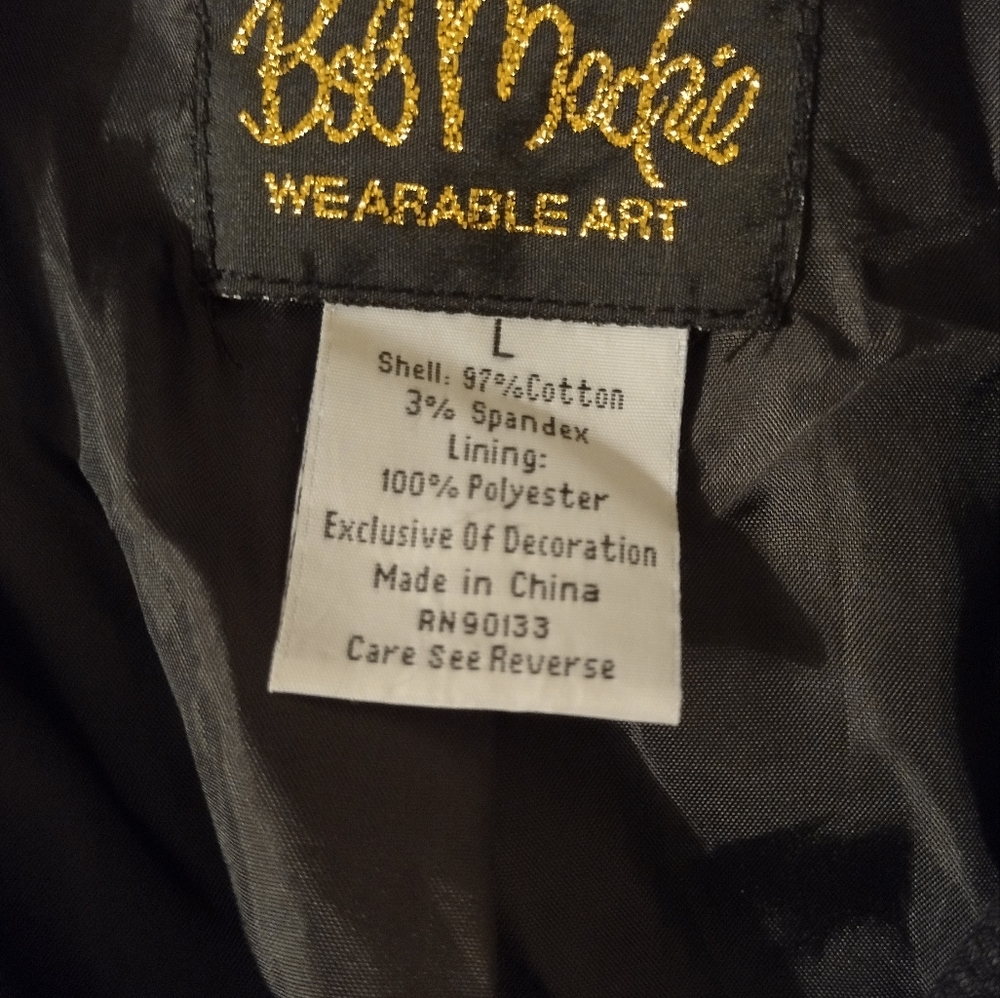 Bob Mackie
WEARABLE ART
L
Shell: 97%Cotton
3% Spandex
Lining:
100% Polyester
Exclusive Of Decoration
Made in China
RN90133
Care See Reverse